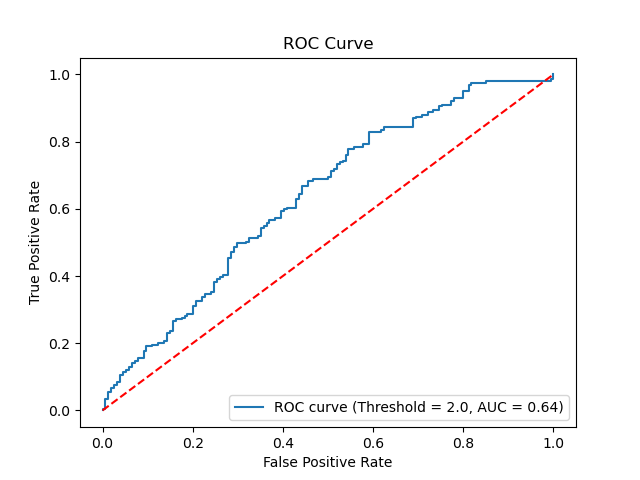 ROC Curve
1.0
0.8
0.6
0.4
0.2
0.0
True Positive Rate
ROC curve (Threshold = 2.0, AUC = 0.64)
0.0 0.2 0.4 0.6 0.8 1.0
False Positive Rate